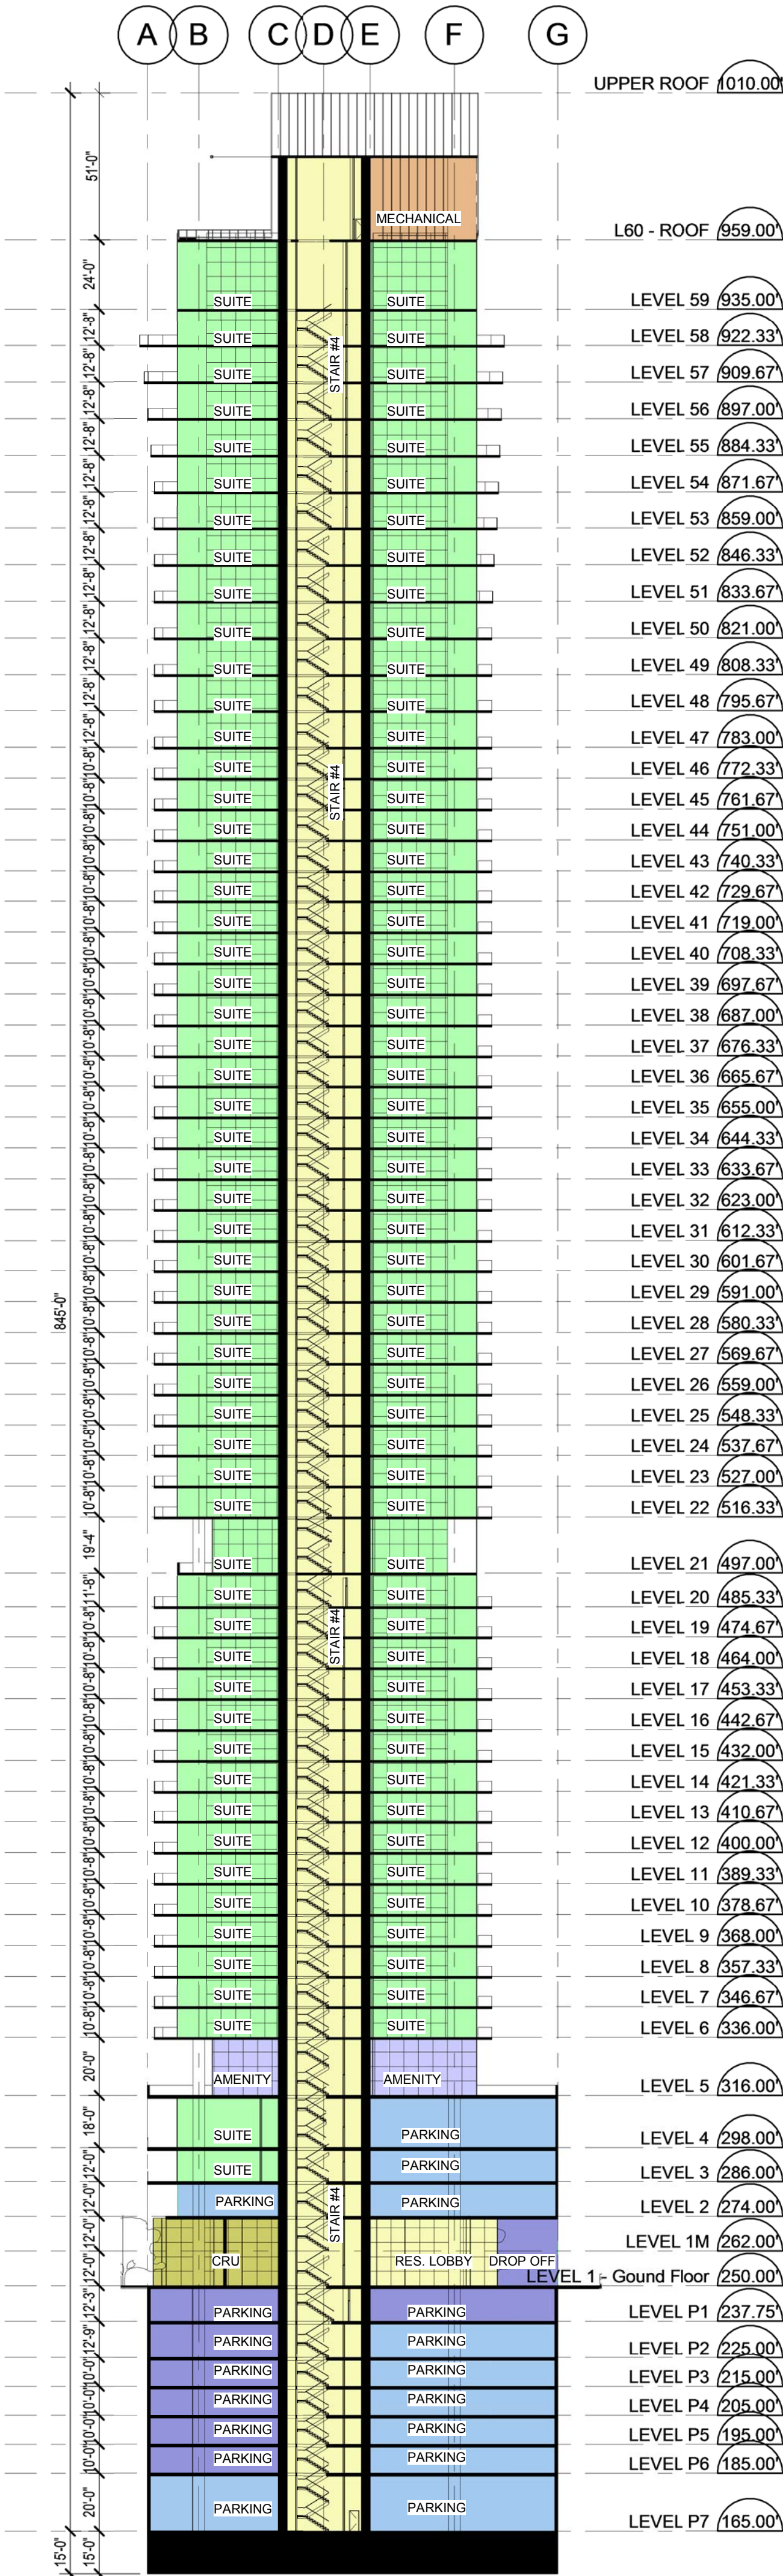 A B C D E F G
UPPER ROOF 1010.00'
51'-0"
MECHANICAL
L60 - ROOF 959.00'
24'-0"
SUITE SUITE LEVEL 59 935.00'
12'-8"
SUITE SUITE LEVEL 58 922.33'
STAIR #4
12'-8"
SUITE SUITE LEVEL 57 909.67'
12'-8"
SUITE SUITE LEVEL 56 897.00'
12'-8"
SUITE SUITE LEVEL 55 884.33'
12'-8"
SUITE SUITE LEVEL 54 871.67'
12'-8"
SUITE SUITE LEVEL 53 859.00'
12'-8"
SUITE SUITE LEVEL 52 846.33'
12'-8"
SUITE SUITE LEVEL 51 833.67'
12'-8"
SUITE SUITE LEVEL 50 821.00'
12'-8"
SUITE SUITE LEVEL 49 808.33'
12'-8"
SUITE SUITE LEVEL 48 795.67'
12'-8"
SUITE SUITE LEVEL 47 783.00'
10'-8"
SUITE SUITE LEVEL 46 772.33'
STAIR #4
10'-8"
SUITE SUITE LEVEL 45 761.67'
10'-8"
SUITE SUITE LEVEL 44 751.00'
10'-8"
SUITE SUITE LEVEL 43 740.33'
10'-8"
SUITE SUITE LEVEL 42 729.67'
10'-8"
SUITE SUITE LEVEL 41 719.00'
10'-8"
SUITE SUITE LEVEL 40 708.33'
10'-8"
SUITE SUITE LEVEL 39 697.67'
10'-8"
SUITE SUITE LEVEL 38 687.00'
10'-8"
SUITE SUITE LEVEL 37 676.33'
10'-8"
SUITE SUITE LEVEL 36 665.67'
10'-8"
SUITE SUITE LEVEL 35 655.00'
10'-8"
SUITE SUITE LEVEL 34 644.33'
10'-8"
SUITE SUITE LEVEL 33 633.67'
10'-8"
SUITE SUITE LEVEL 32 623.00'
10'-8"
SUITE SUITE LEVEL 31 612.33'
10'-8"
SUITE SUITE LEVEL 30 601.67'
10'-8"
SUITE SUITE LEVEL 29 591.00'
845'-0"
10'-8"
SUITE SUITE LEVEL 28 580.33'
10'-8"
SUITE SUITE LEVEL 27 569.67'
10'-8"
SUITE SUITE LEVEL 26 559.00'
10'-8"
SUITE SUITE LEVEL 25 548.33'
10'-8"
SUITE SUITE LEVEL 24 537.67'
10'-8"
SUITE SUITE LEVEL 23 527.00'
10'-8"
SUITE SUITE LEVEL 22 516.33'
19'-4"
SUITE SUITE LEVEL 21 497.00'
11'-8"
SUITE SUITE LEVEL 20 485.33'
10'-8"
SUITE SUITE LEVEL 19 474.67'
STAIR #4
10'-8"
SUITE SUITE LEVEL 18 464.00'
10'-8"
SUITE SUITE LEVEL 17 453.33'
10'-8"
SUITE SUITE LEVEL 16 442.67'
10'-8"
SUITE SUITE LEVEL 15 432.00'
10'-8"
SUITE SUITE LEVEL 14 421.33'
10'-8"
SUITE SUITE LEVEL 13 410.67'
10'-8"
SUITE SUITE LEVEL 12 400.00'
10'-8"
SUITE SUITE LEVEL 11 389.33'
10'-8"
SUITE SUITE LEVEL 10 378.67'
10'-8"
SUITE SUITE LEVEL 9 368.00'
10'-8"
SUITE SUITE LEVEL 8 357.33'
10'-8"
SUITE SUITE LEVEL 7 346.67'
10'-8"
SUITE SUITE LEVEL 6 336.00'
20'-0"
AMENITY AMENITY LEVEL 5 316.00'
18'-0"
SUITE PARKING LEVEL 4 298.00'
12'-0"
SUITE PARKING LEVEL 3 286.00'
12'-0"
PARKING PARKING LEVEL 2 274.00'
STAIR #4
12'-0"
LEVEL 1M 262.00'
12'-0"
CRU RES. LOBBY DROP OFF
LEVEL 1 - Gound Floor 250.00'
12'-3"
PARKING PARKING LEVEL P1 237.75'
12'-9"
PARKING PARKING LEVEL P2 225.00'
10'-0"
PARKING PARKING LEVEL P3 215.00'
10'-0"
PARKING PARKING LEVEL P4 205.00'
10'-0"
PARKING PARKING LEVEL P5 195.00'
10'-0"
PARKING PARKING LEVEL P6 185.00'
20'-0"
PARKING PARKING LEVEL P7 165.00'
15'-0" 15'-0"